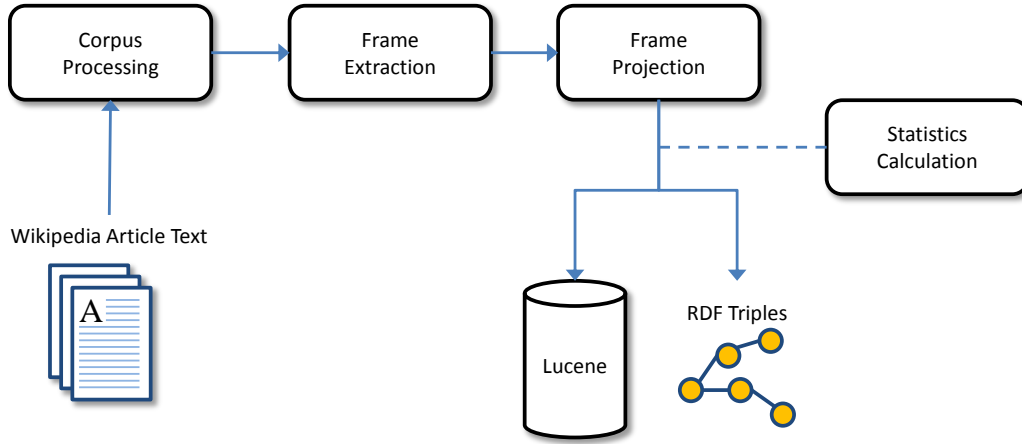 Corpus
Processing
Frame
Extraction
Frame
Projection
Statistics
Calculation
Wikipedia Article Text
A
Lucene
RDF Triples